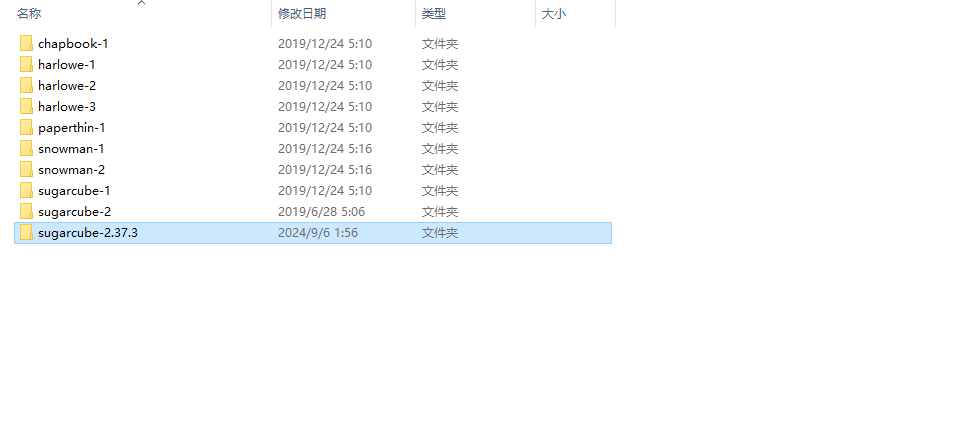 名称 修改日期 类型 大小
chapbook-1 2019/12/24 5:10 文件夹
harlowe-1 2019/12/24 5:10 文件夹
harlowe-2 2019/12/24 5:10 文件夹
harlowe-3 2019/12/24 5:10 文件夹
paperthin-1 2019/12/24 5:10 文件夹
snowman-1 2019/12/24 5:16 文件夹
snowman-2 2019/12/24 5:16 文件夹
sugarcube-1 2019/12/24 5:10 文件夹
sugarcube-2 2019/6/28 5:06 文件夹
sugarcube-2.37.3 2024/9/6 1:56 文件夹